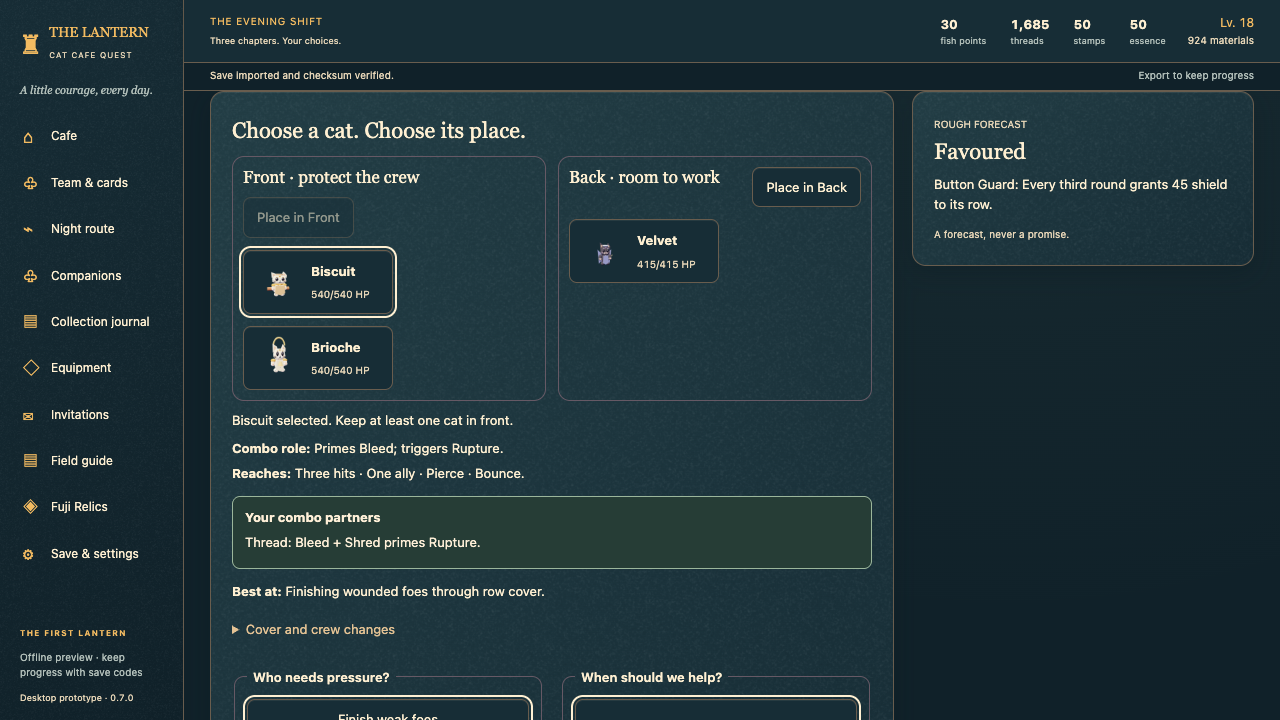 THE LANTERN
CAT CAFE QUEST
A little courage, every day.
Cafe
Team & cards
Night route
Companions
Collection journal
Equipment
Invitations
Field guide
Fuji Relics
Save & settings
THE FIRST LANTERN
Offline preview · keep
progress with save codes
Desktop prototype · 0.7.0
THE EVENING SHIFT
Three chapters. Your choices.
30
fish points
1,685
threads
50
stamps
50
essence
Lv. 18
924 materials
Save imported and checksum verified.
Export to keep progress
Choose a cat. Choose its place.
Front · protect the crew
Place in Front
Biscuit
540/540 HP
Brioche
540/540 HP
Back · room to work
Place in Back
Velvet
415/415 HP
Biscuit selected. Keep at least one cat in front.
Combo role: Primes Bleed; triggers Rupture.
Reaches: Three hits · One ally · Pierce · Bounce.
Your combo partners
Thread: Bleed + Shred primes Rupture.
Best at: Finishing wounded foes through row cover.
Cover and crew changes
Who needs pressure?
Finish weak foes
When should we help?
ROUGH FORECAST
Favoured
Button Guard: Every third round grants 45 shield
to its row.
A forecast, never a promise.